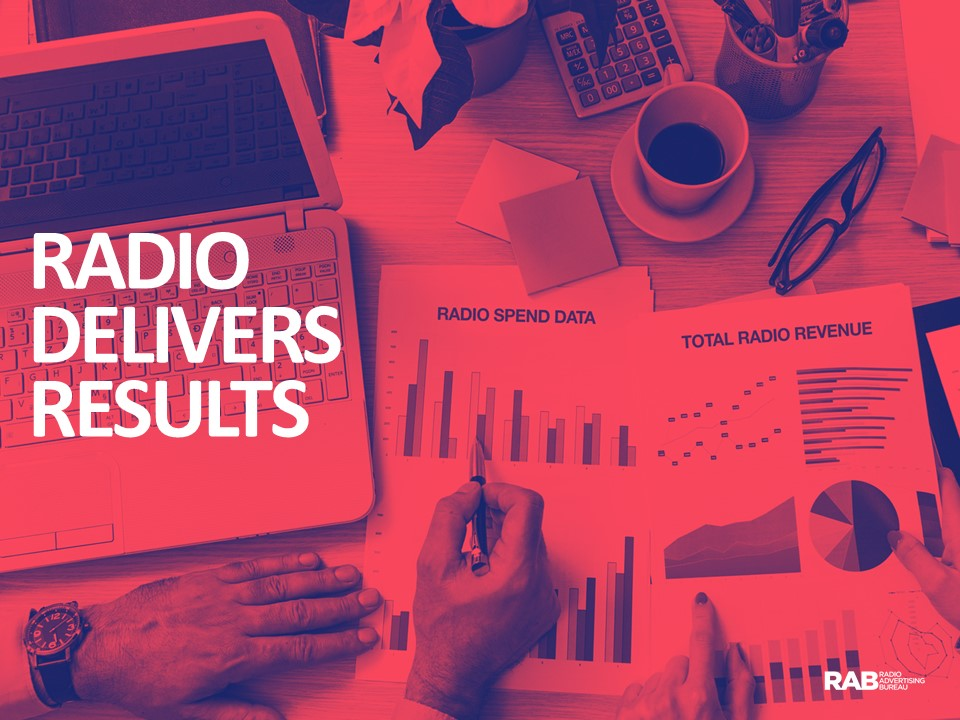 RADIO
DELIVERS
RESULTS
RADIO SPEND DATA
TOTAL RADIO REVENUE
RAB RADIO
ADVERTISING
BUREAU